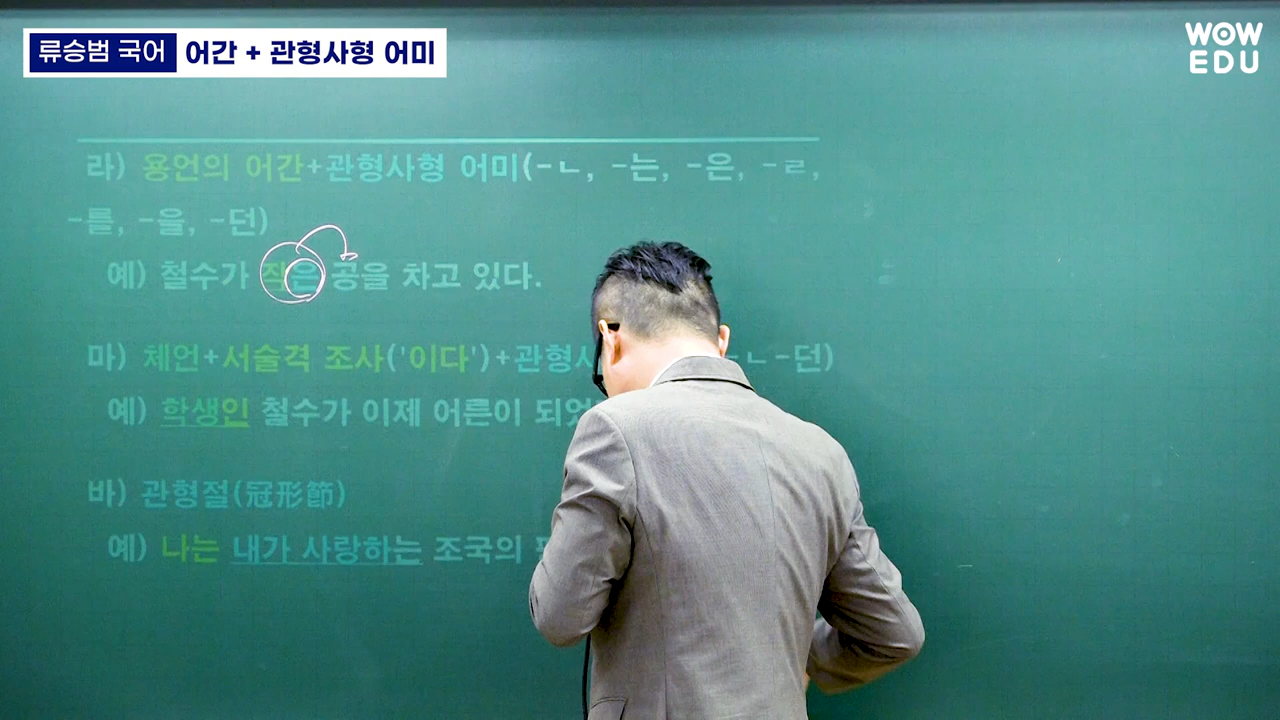 류승범 국어 어간 + 관형사형 어미
WOW
EDU
라) 용언의 어간+관형사형 어미(-ㄴ, -는, -은, -ㄹ,
-를, -을, -던)
예) 철수가 작은 공을 차고 있다.
마) 체언+서술격 조사('이다')+관형사 ㄴ-던)
예) 학생인 철수가 이제 어른이 되었
바) 관형절(冠形節)
예) 나는 내가 사랑하는 조국의